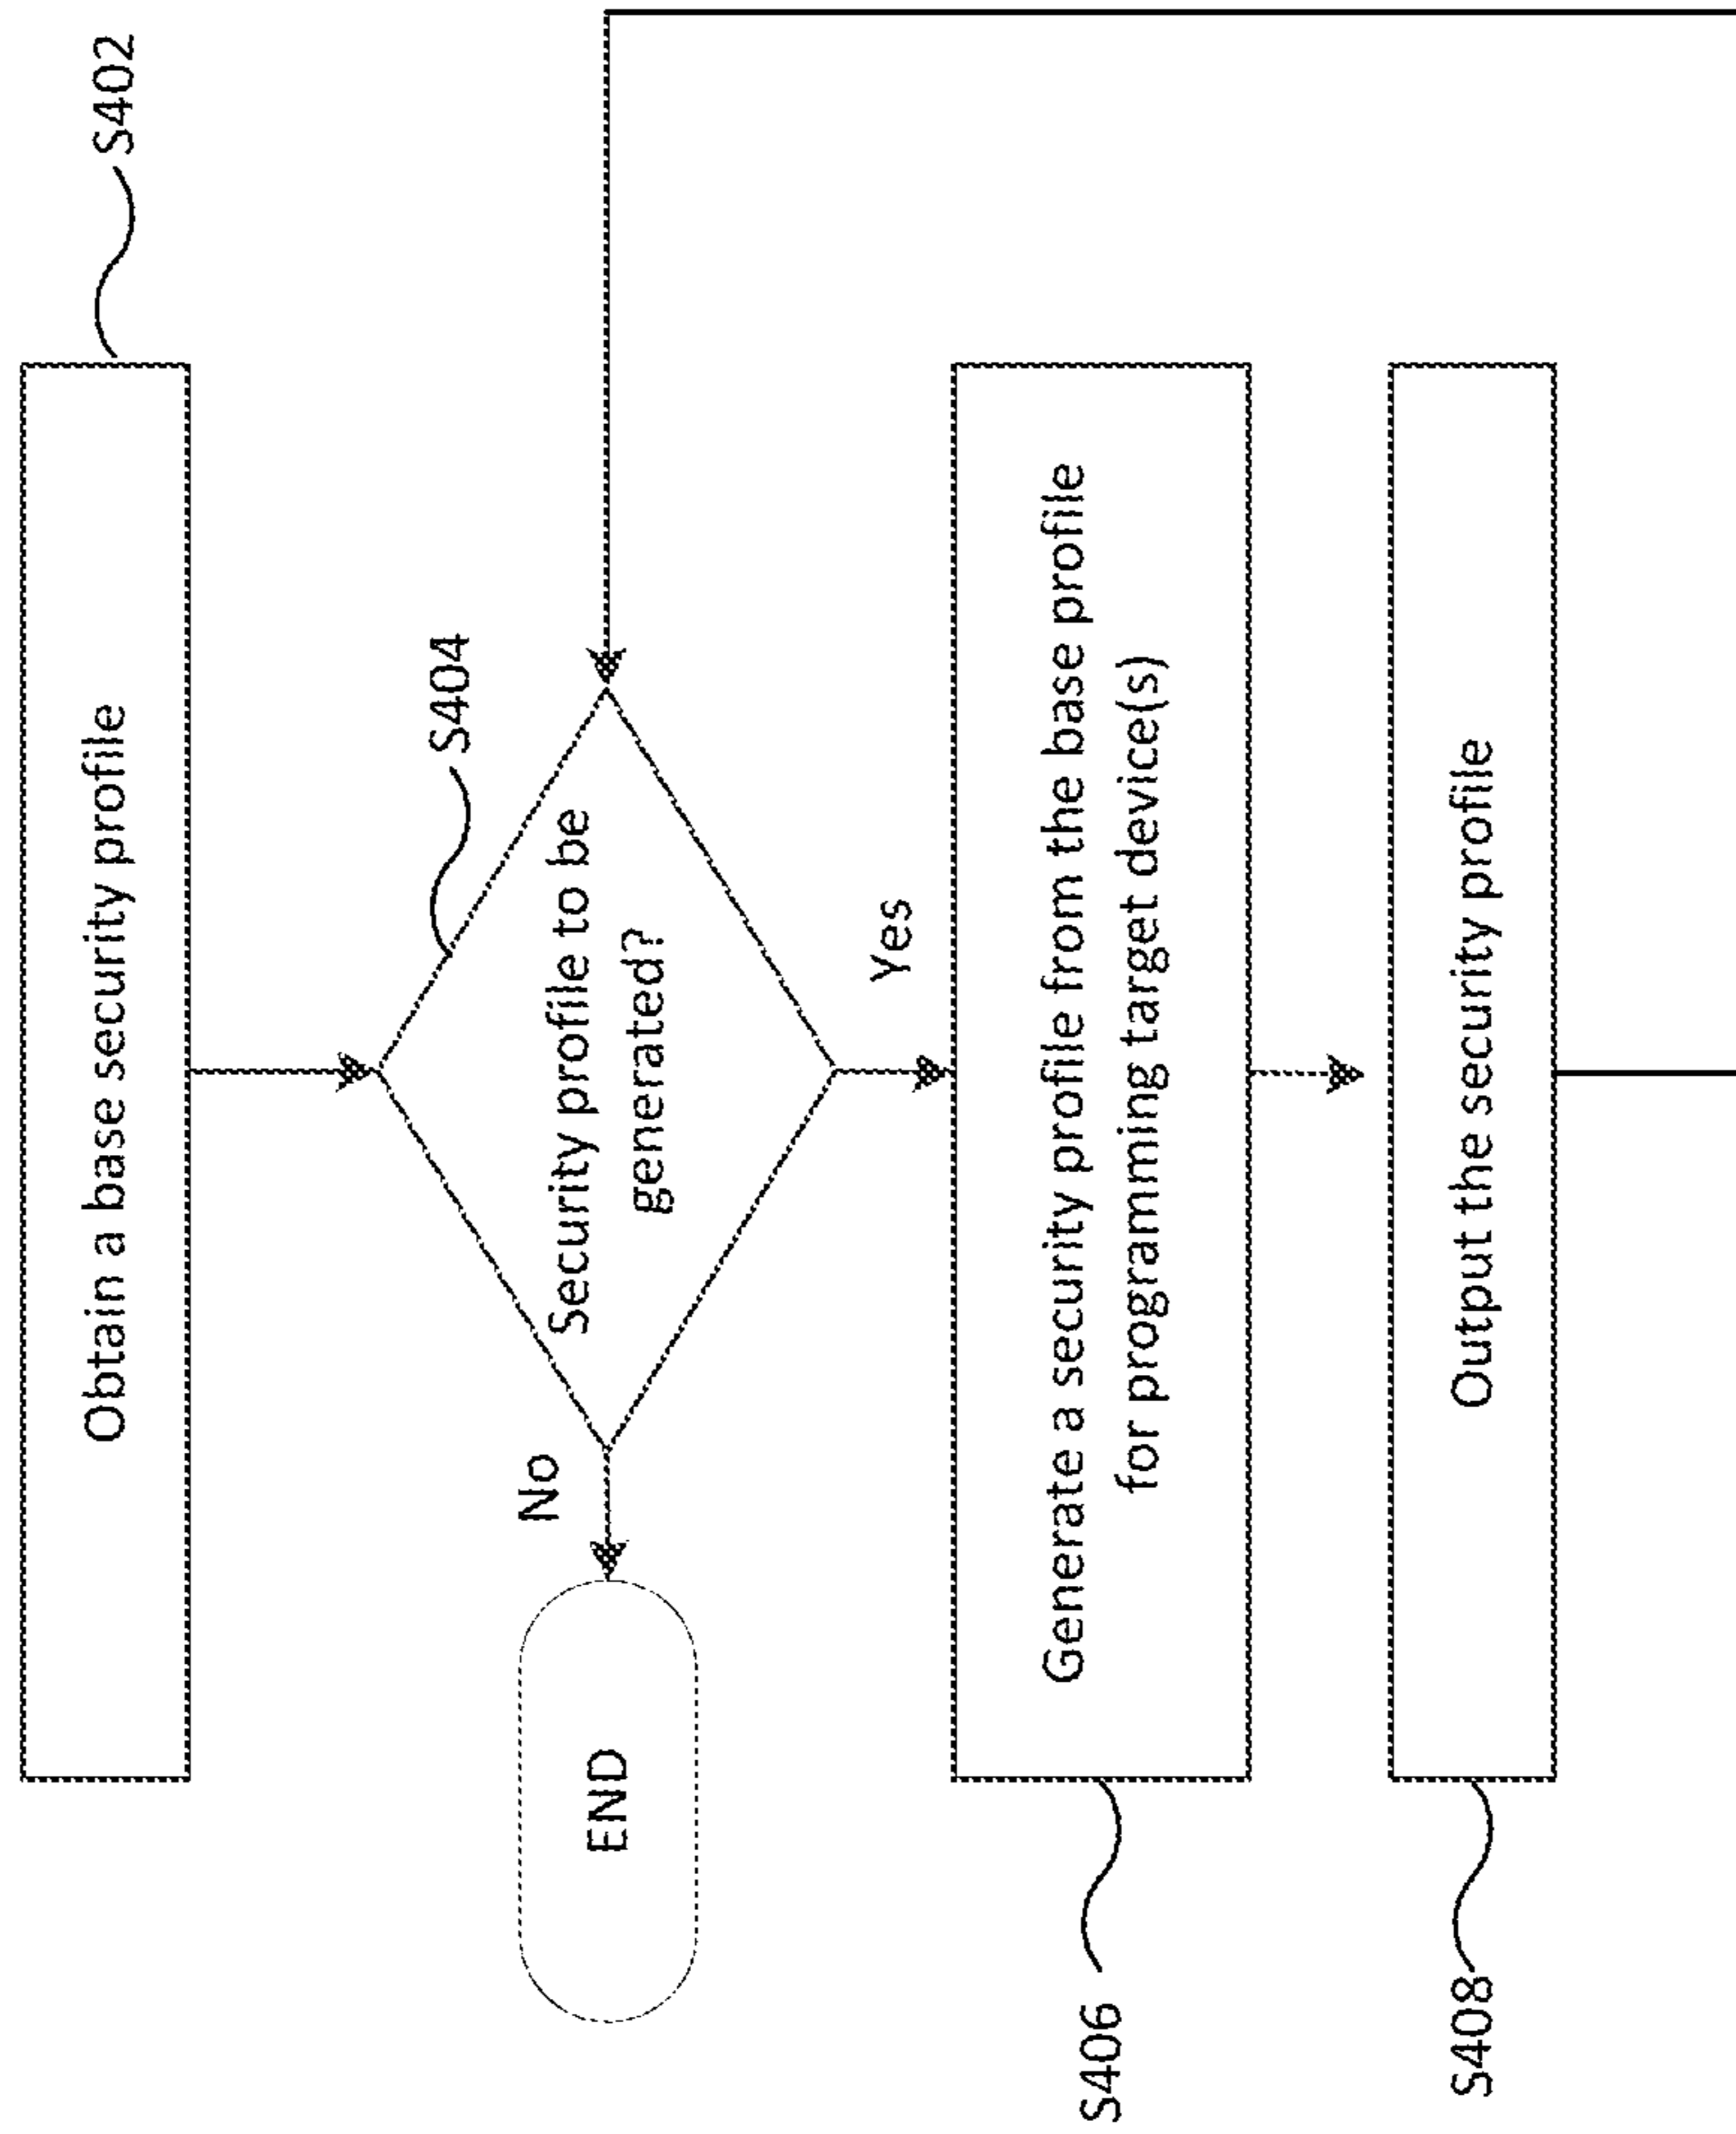 Obtain a base security profile
S402
S404
Security profile to be
generated?
No
END
Yes
Generate a security profile from the base profile
for programming target device(s)
S406
Output the security profile
S408